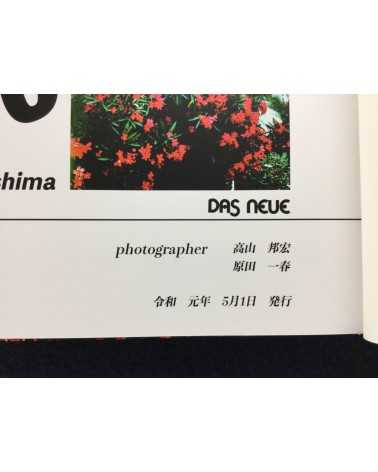 shima
DAS NEUE
photographer 高山 邦宏
原田 一春
令和 元年 5月1日 発行